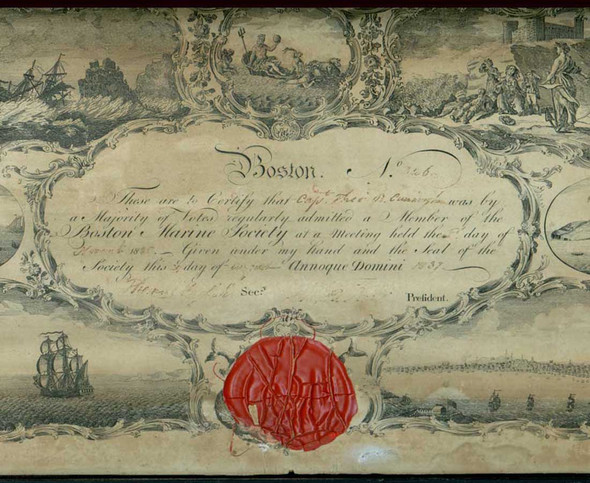 Boston. No.
These are to Certify that Capt. was by
a Majority of Votes regularly admitted a Member of the
Boston Marine Society at a Meeting held the day of
Given under my Hand and the Seal of the
Society this day of Annoque Domini 1839
Secy.
President.